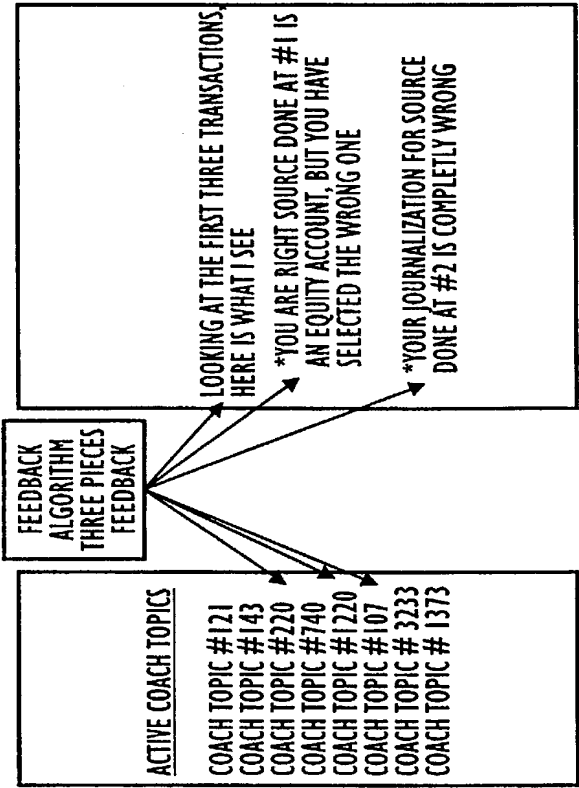 ACTIVE COACH TOPICS
COACH TOPIC #121
COACH TOPIC #143
COACH TOPIC #220
COACH TOPIC #740
COACH TOPIC #1220
COACH TOPIC #107
COACH TOPIC # 3233
COACH TOPIC # 1373
FEEDBACK
ALGORITHM
THREE PIECES
FEEDBACK
LOOKING AT THE FIRST THREE TRANSACTIONS,
HERE IS WHAT I SEE
*YOU ARE RIGHT SOURCE DONE AT #1 IS
AN EQUITY ACCOUNT, BUT YOU HAVE
SELECTED THE WRONG ONE
*YOUR JOURNALIZATION FOR SOURCE
DONE AT #2 IS COMPLETLY WRONG